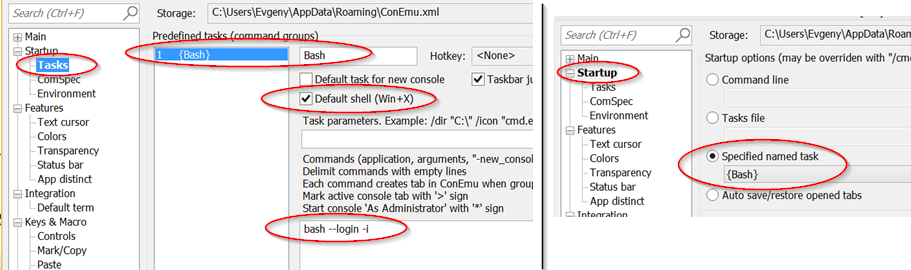 Search (Ctrl+F)
Storage: C:\Users\Evgeny\AppData\Roaming\ConEmu.xml
Main
Startup
Tasks
ComSpec
Environment
Features
Text cursor
Colors
Transparency
Status bar
App distinct
Integration
Default term
Keys & Macro
Controls
Mark/Copy
Paste
Predefined tasks (command groups)
1 {Bash}
Bash
Hotkey: <None>
Default task for new console
Taskbar ju
Default shell (Win+X)
Task parameters. Example: /dir "C:\" /icon "cmd.e
Commands (application, arguments, "-new_consol
Delimit commands with empty lines
Each command creates tab in ConEmu when group
Mark active console tab with '>' sign
Start console 'As Administrator' with '*' sign
bash --login -i
Search (Ctrl+F)
Storage: C:\Users\Evgeny\AppData\Roa
Main
Startup
Tasks
ComSpec
Environment
Features
Text cursor
Colors
Transparency
Status bar
App distinct
Integration
Startup options (may be overriden with "/cm
Command line
Tasks file
Specified named task
{Bash}
Auto save/restore opened tabs